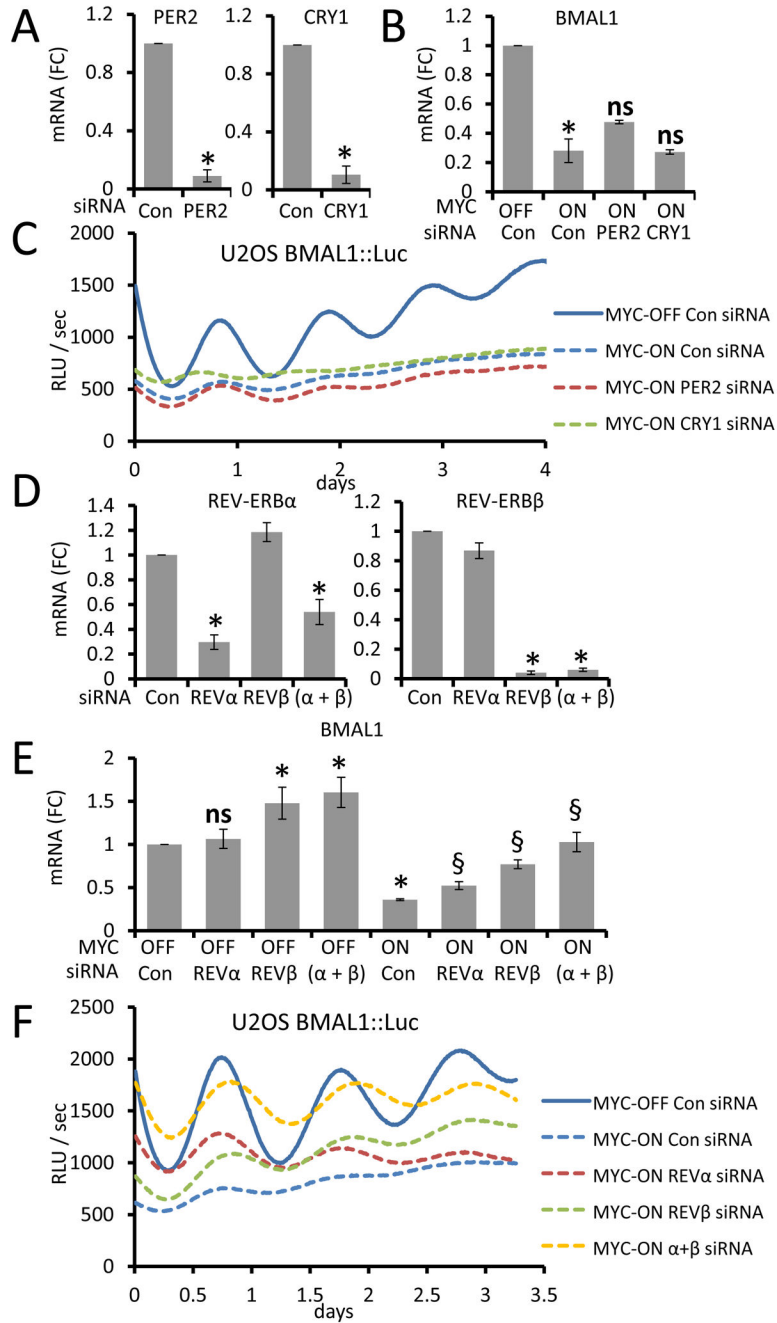 A
PER2
CRY1
mRNA (FC)
1.2
0.8
0.4
0
*
1.2
0.8
0.4
0
*
siRNA
Con PER2
Con CRY1
B
BMAL1
mRNA (FC)
1.2
1
0.8
0.6
0.4
0.2
0
* ns ns
MYC OFF ON ON ON
siRNA Con Con PER2 CRY1
C
U2OS BMAL1::Luc
RLU / sec
2000
1500
1000
500
0
0 1 2 3 4
days
MYC-OFF Con siRNA
MYC-ON Con siRNA
MYC-ON PER2 siRNA
MYC-ON CRY1 siRNA
D
REV-ERBα
mRNA (FC)
1.4
1.2
1
0.8
0.6
0.4
0.2
0
* *
siRNA Con REVα REVβ (α + β)
REV-ERBβ
1.2
1
0.8
0.6
0.4
0.2
0
* *
Con REVα REVβ (α + β)
E
BMAL1
mRNA (FC)
2
1.5
1
0.5
0
ns * * * § § §
MYC OFF OFF OFF OFF ON ON ON ON
siRNA Con REVα REVβ (α + β) Con REVα REVβ (α + β)
F
U2OS BMAL1::Luc
RLU / sec
2500
2000
1500
1000
500
0
0 0.5 1 1.5 2 2.5 3 3.5
days
MYC-OFF Con siRNA
MYC-ON Con siRNA
MYC-ON REVα siRNA
MYC-ON REVβ siRNA
MYC-ON α+β siRNA